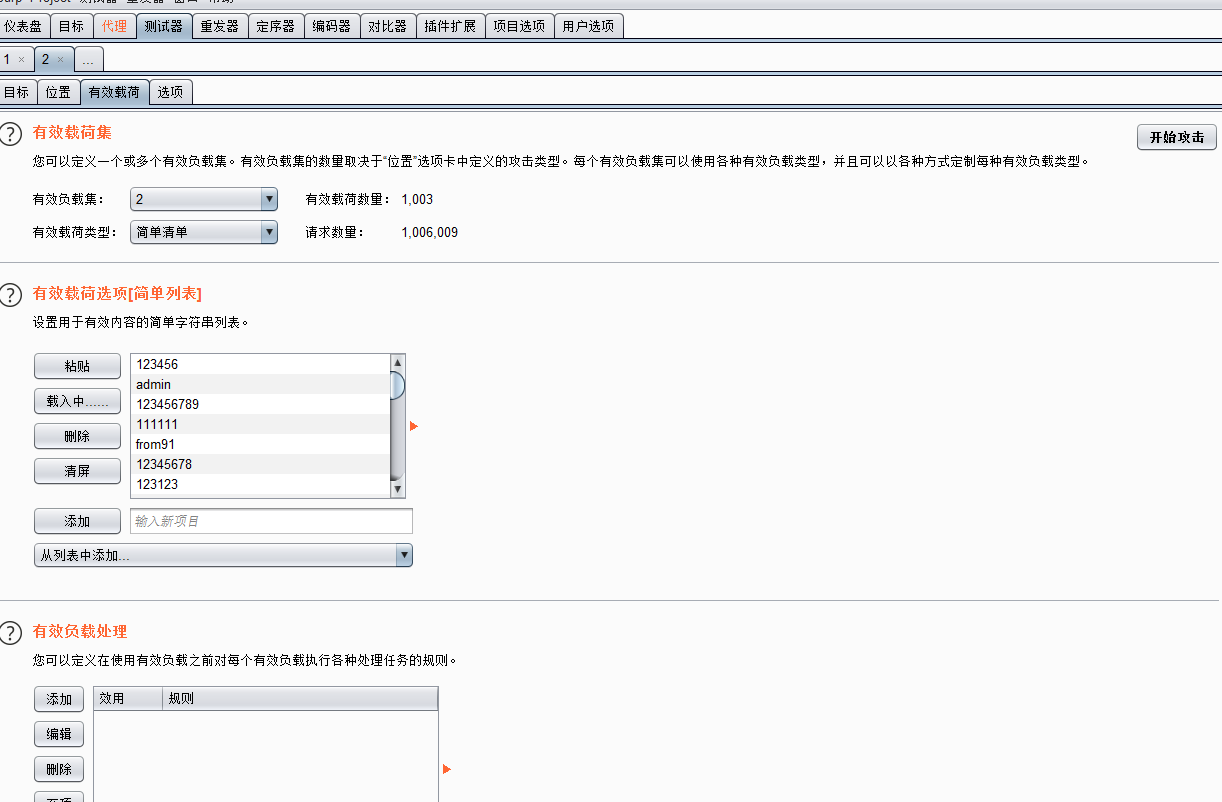 仪表盘 目标 代理 测试器 重发器 定序器 编码器 对比器 插件扩展 项目选项 用户选项
1 × 2 × ...
目标 位置 有效载荷 选项
? 有效载荷集 开始攻击
您可以定义一个或多个有效负载集。有效负载集的数量取决于“位置”选项卡中定义的攻击类型。每个有效负载集可以使用各种有效负载类型，并且可以以各种方式定制每种有效负载类型。
有效负载集： 2 有效载荷数量： 1,003
有效载荷类型： 简单清单 请求数量： 1,006,009
? 有效载荷选项[简单列表]
设置用于有效内容的简单字符串列表。
粘贴 123456
admin
载入中...... 123456789
111111
删除 from91
清屏 12345678
123123
添加 输入新项目
从列表中添加...
? 有效负载处理
您可以定义在使用有效负载之前对每个有效负载执行各种处理任务的规则。
添加 效用 规则
编辑
删除